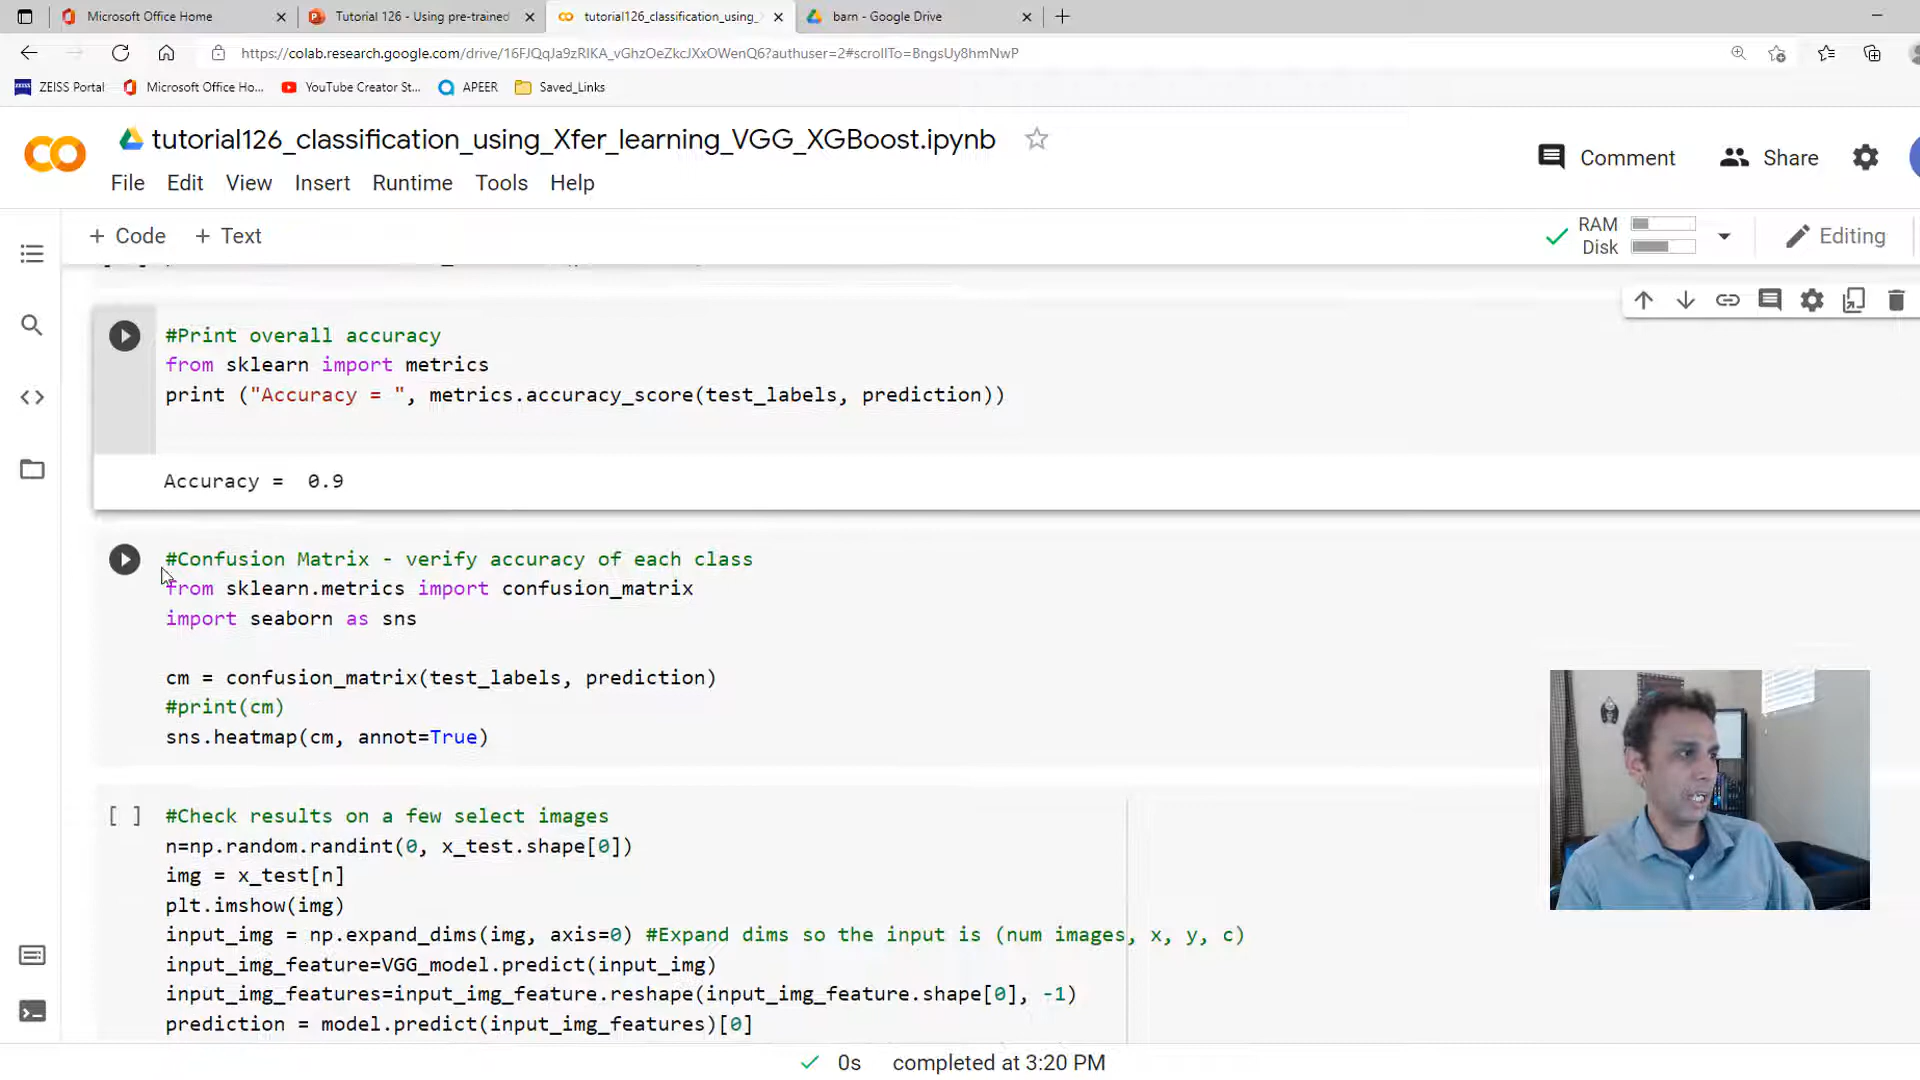 Microsoft Office Home
Tutorial 126 - Using pre-trained
tutorial126_classification_using_
barn - Google Drive
https://colab.research.google.com/drive/16FJQqJa9zRIKA_vGhzOeZkcJXxOWenQ6?authuser=2#scrollTo=BngsUy8hmNwP
ZEISS Portal
Microsoft Office Ho...
YouTube Creator St...
APEER
Saved_Links
tutorial126_classification_using_Xfer_learning_VGG_XGBoost.ipynb
Comment
Share
File Edit View Insert Runtime Tools Help
+ Code + Text
RAM
Disk
Editing
#Print overall accuracy
from sklearn import metrics
print ("Accuracy = ", metrics.accuracy_score(test_labels, prediction))
Accuracy =  0.9
#Confusion Matrix - verify accuracy of each class
from sklearn.metrics import confusion_matrix
import seaborn as sns
cm = confusion_matrix(test_labels, prediction)
#print(cm)
sns.heatmap(cm, annot=True)
[ ] #Check results on a few select images
n=np.random.randint(0, x_test.shape[0])
img = x_test[n]
plt.imshow(img)
input_img = np.expand_dims(img, axis=0) #Expand dims so the input is (num images, x, y, c)
input_img_feature=VGG_model.predict(input_img)
input_img_features=input_img_feature.reshape(input_img_feature.shape[0], -1)
prediction = model.predict(input_img_features)[0]
0s completed at 3:20 PM